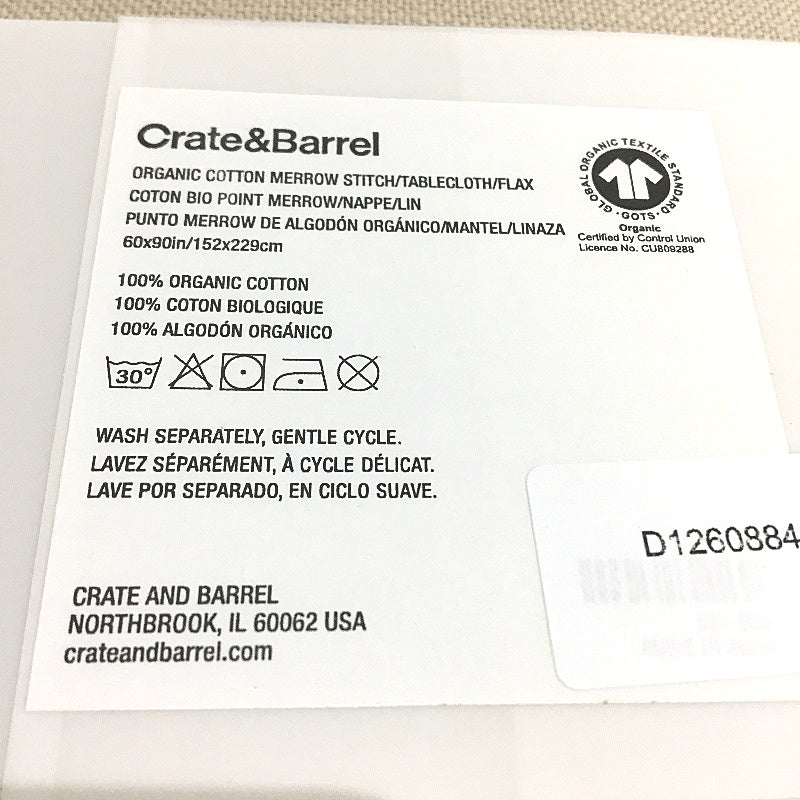 Crate&Barrel
ORGANIC COTTON MERROW STITCH/TABLECLOTH/FLAX
COTON BIO POINT MERROW/NAPPE/LIN
PUNTO MERROW DE ALGODÓN ORGÁNICO/MANTEL/LINAZA
60x90in/152x229cm
GLOBAL ORGANIC TEXTILE STANDARD
·GOTS·
Organic
Certified by Control Union
Licence No. CU809288
100% ORGANIC COTTON
100% COTON BIOLOGIQUE
100% ALGODÓN ORGÁNICO
30°
WASH SEPARATELY, GENTLE CYCLE.
LAVEZ SÉPARÉMENT, À CYCLE DÉLICAT.
LAVE POR SEPARADO, EN CICLO SUAVE.
D1260884
CRATE AND BARREL
NORTHBROOK, IL 60062 USA
crateandbarrel.com